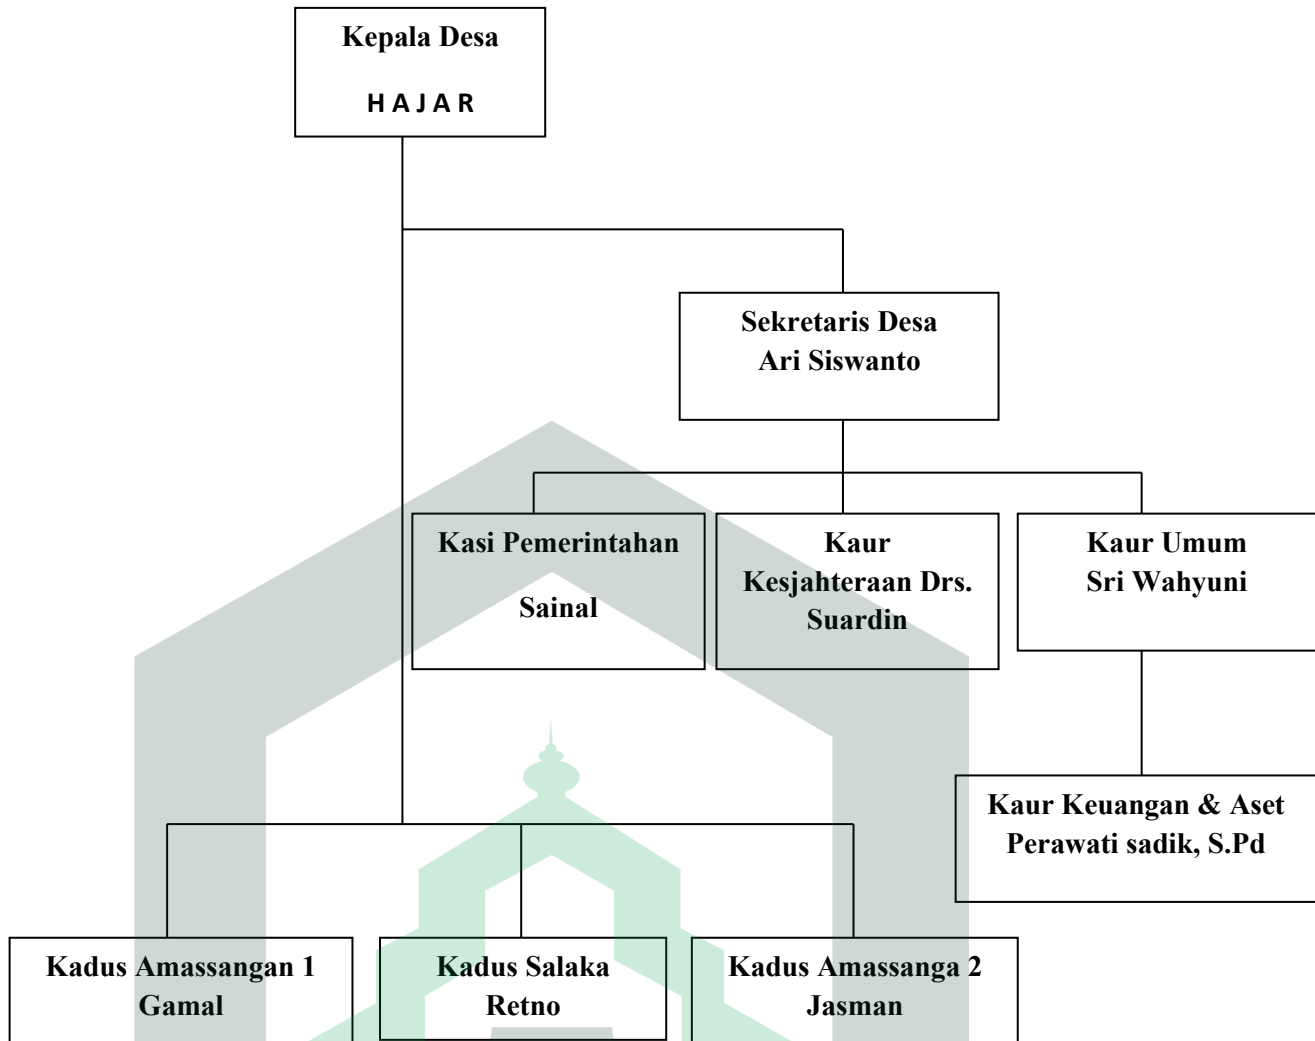 Kepala Desa
H A J A R
Sekretaris Desa
Ari Siswanto
Kasi Pemerintahan
Sainal
Kaur
Kesjahteraan Drs.
Suardin
Kaur Umum
Sri Wahyuni
Kaur Keuangan & Aset
Perawati sadik, S.Pd
Kadus Amassangan 1
Gamal
Kadus Salaka
Retno
Kadus Amassanga 2
Jasman